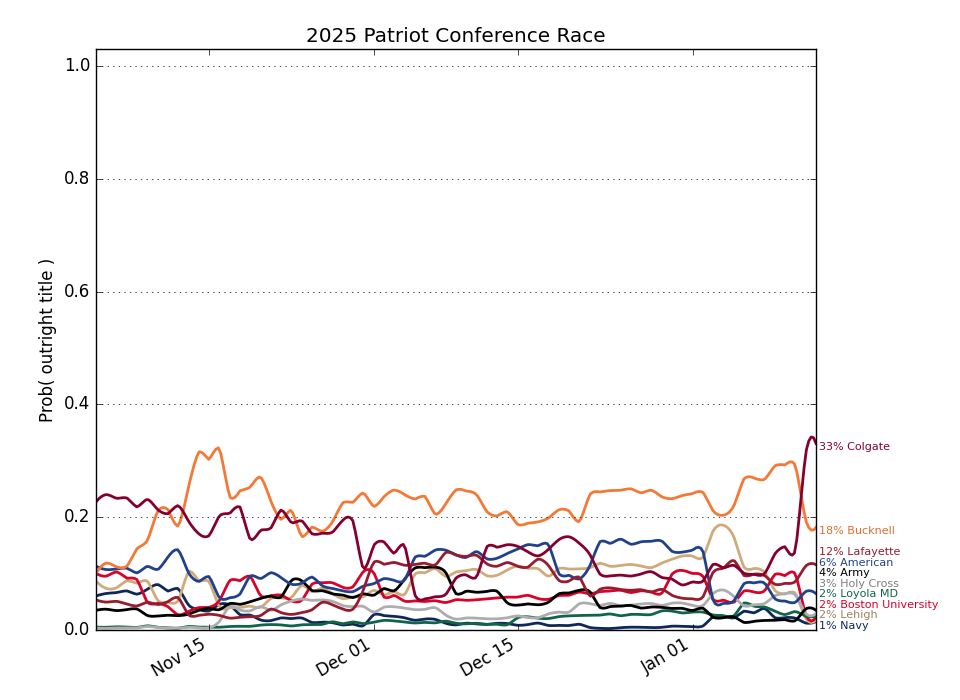 2025 Patriot Conference Race
Prob( outright title )
1.0
0.8
0.6
0.4
0.2
0.0
Nov 15
Dec 01
Dec 15
Jan 01
33% Colgate
18% Bucknell
12% Lafayette
6% American
4% Army
3% Holy Cross
2% Loyola MD
2% Boston University
2% Lehigh
1% Navy